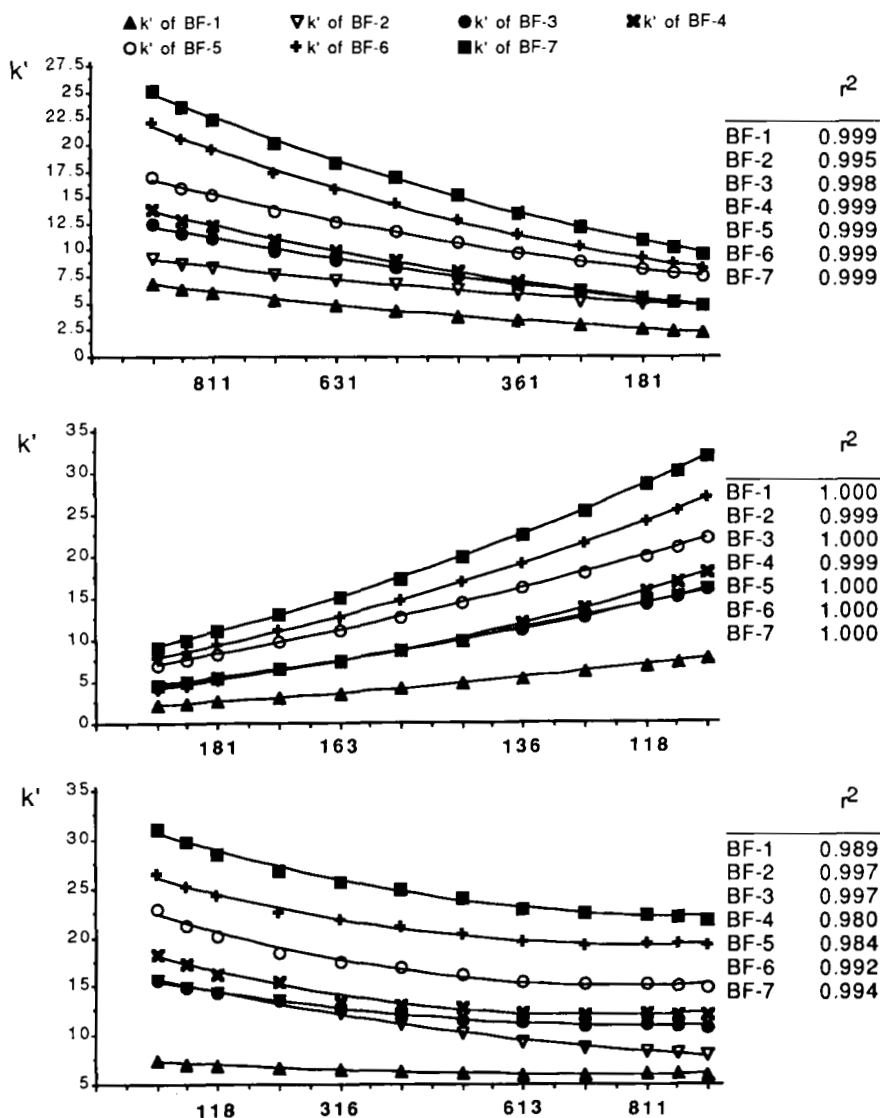 ▲ k' of BF-1 ▽ k' of BF-2 ● k' of BF-3 ✖ k' of BF-4
○ k' of BF-5 + k' of BF-6 ■ k' of BF-7
k'
27.5
25
22.5
20
17.5
15
12.5
10
7.5
5
2.5
0
811 631 361 181
r²
BF-1 0.999
BF-2 0.995
BF-3 0.998
BF-4 0.999
BF-5 0.999
BF-6 0.999
BF-7 0.999
k'
35
30
25
20
15
10
5
0
181 163 136 118
r²
BF-1 1.000
BF-2 0.999
BF-3 1.000
BF-4 0.999
BF-5 1.000
BF-6 1.000
BF-7 1.000
k'
35
30
25
20
15
10
5
118 316 613 811
r²
BF-1 0.989
BF-2 0.997
BF-3 0.997
BF-4 0.980
BF-5 0.984
BF-6 0.992
BF-7 0.994